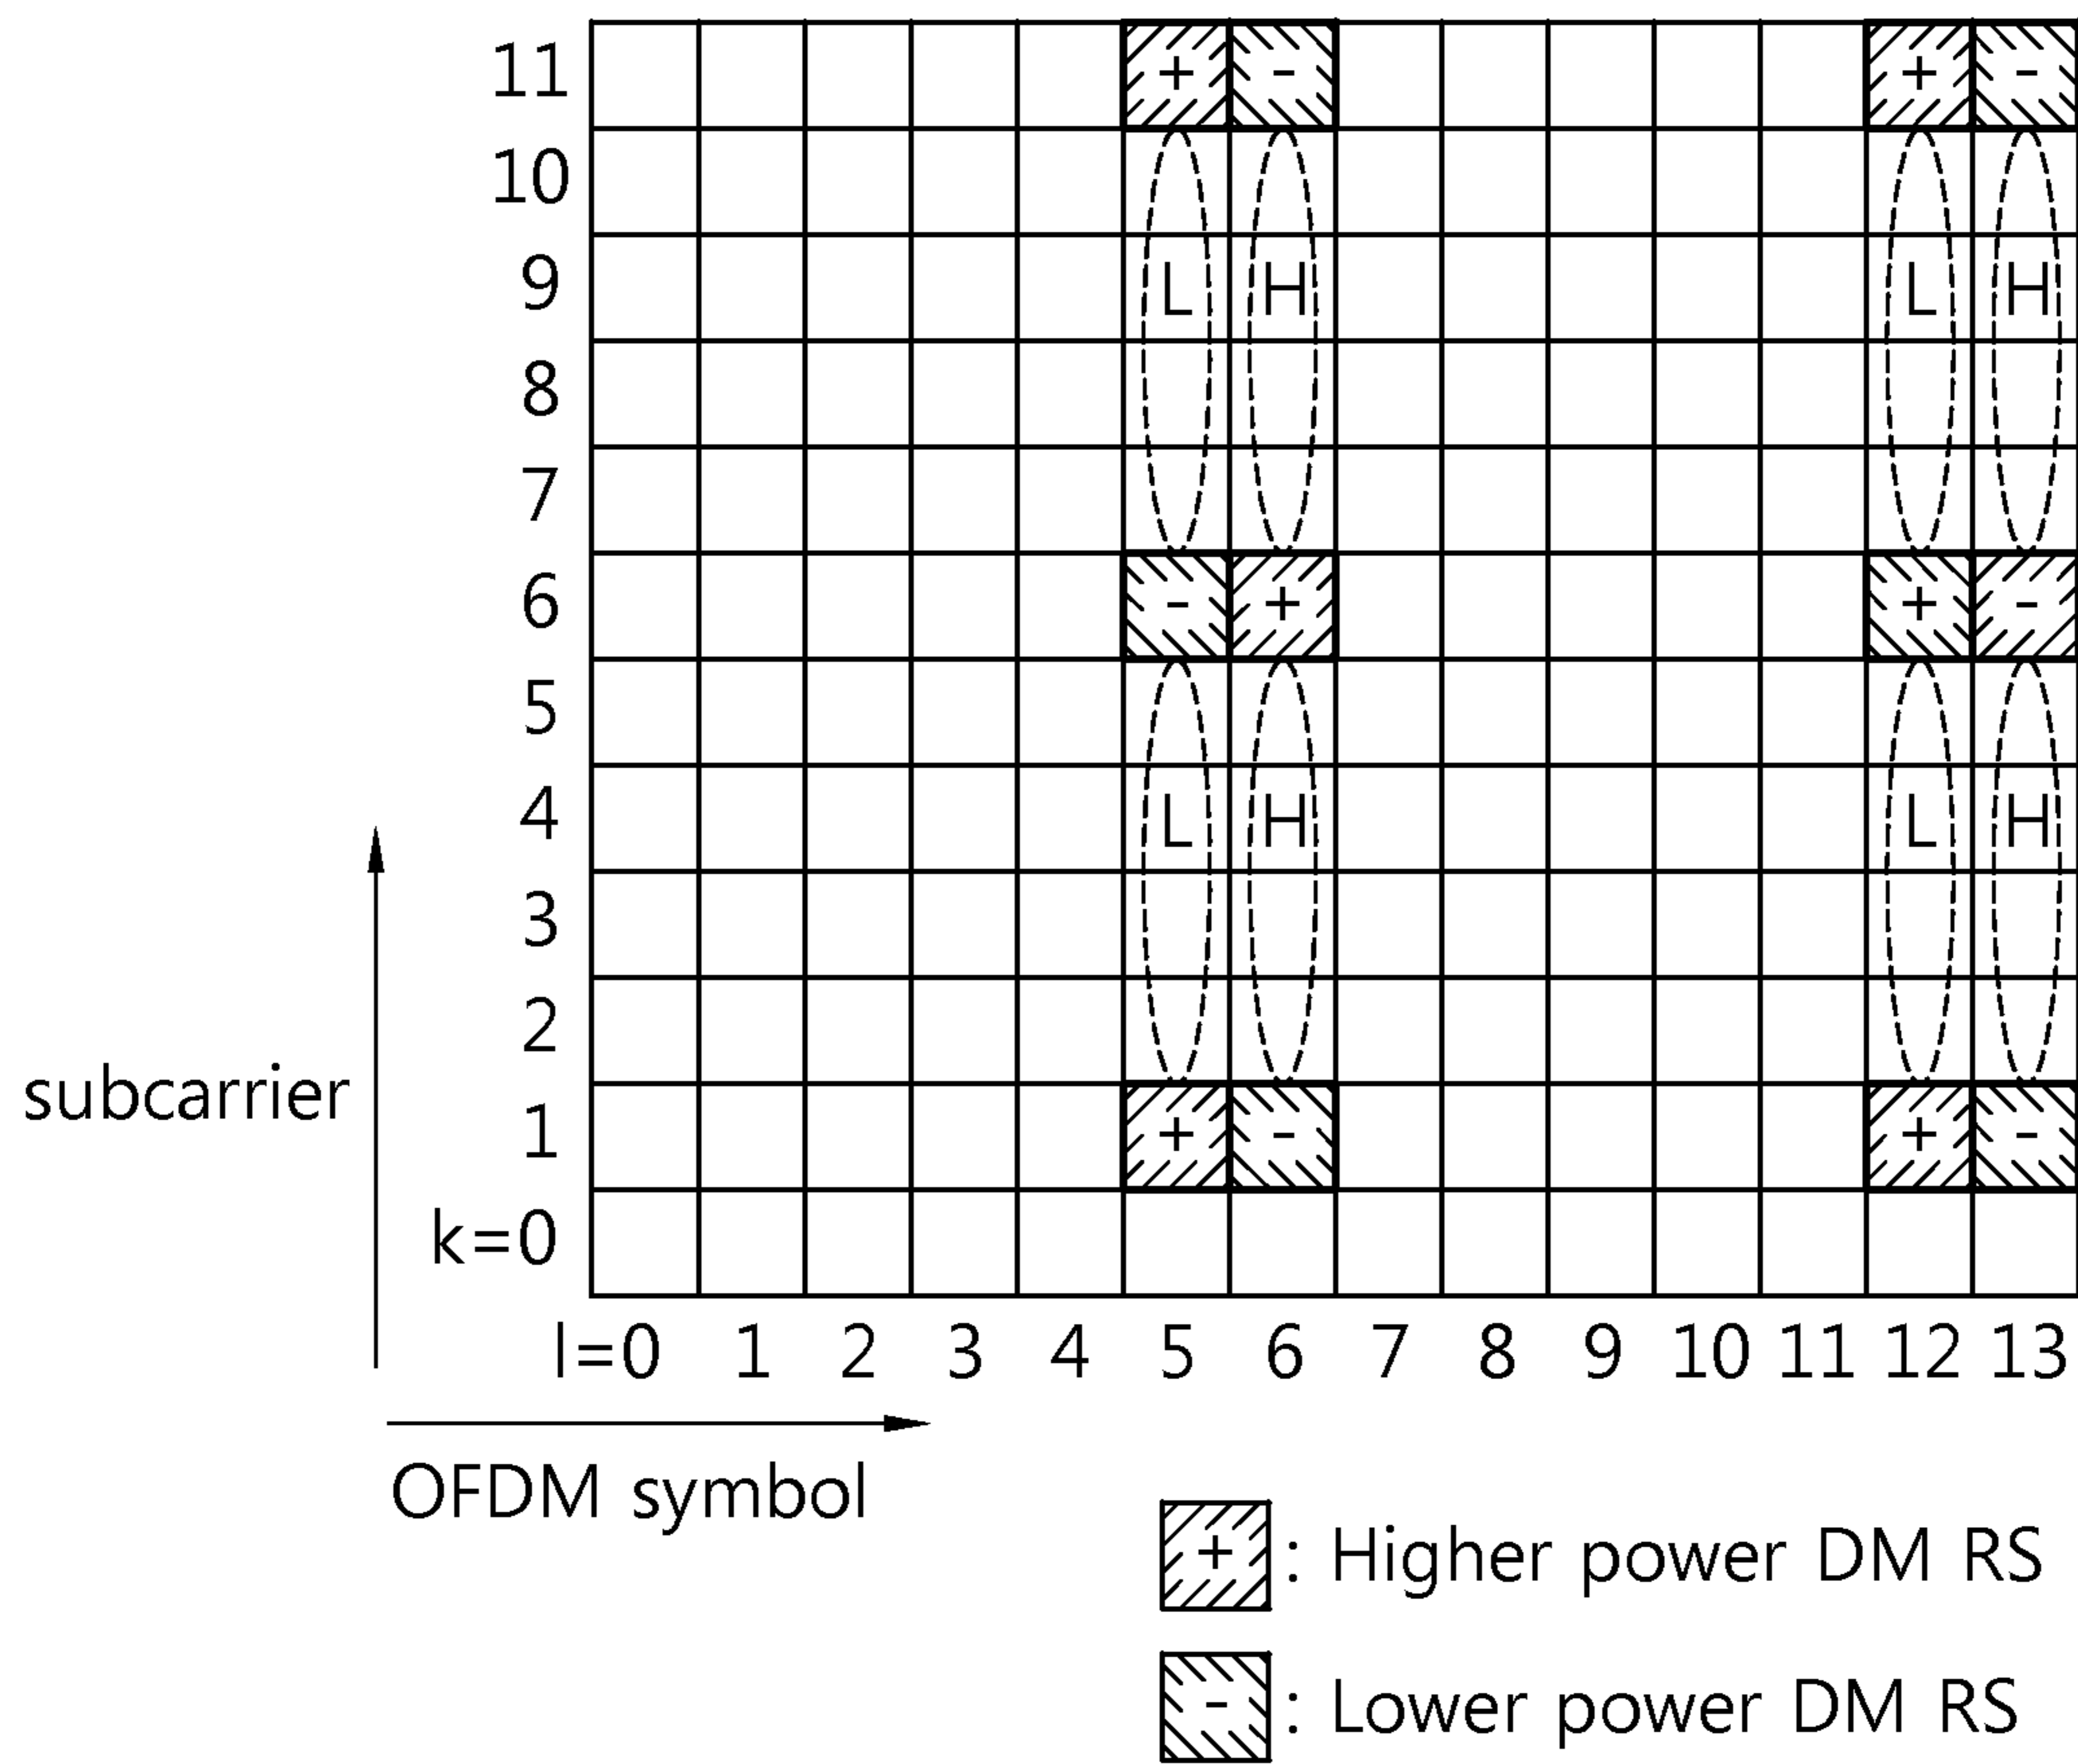 11 + - + -
10
9 L H L H
8
7
6 - + + -
5
4 L H L H
3
2
subcarrier
1 + - + -
k=0
l=0 1 2 3 4 5 6 7 8 9 10 11 12 13
OFDM symbol
+ : Higher power DM RS
- : Lower power DM RS